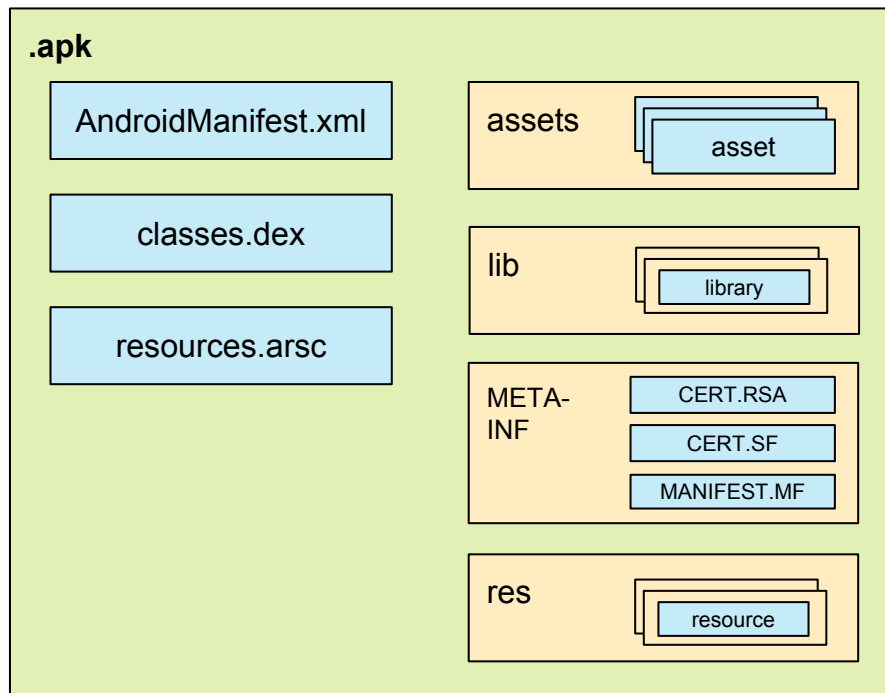 .apk
AndroidManifest.xml
classes.dex
resources.arsc
assets
asset
lib
library
META-
INF
CERT.RSA
CERT.SF
MANIFEST.MF
res
resource